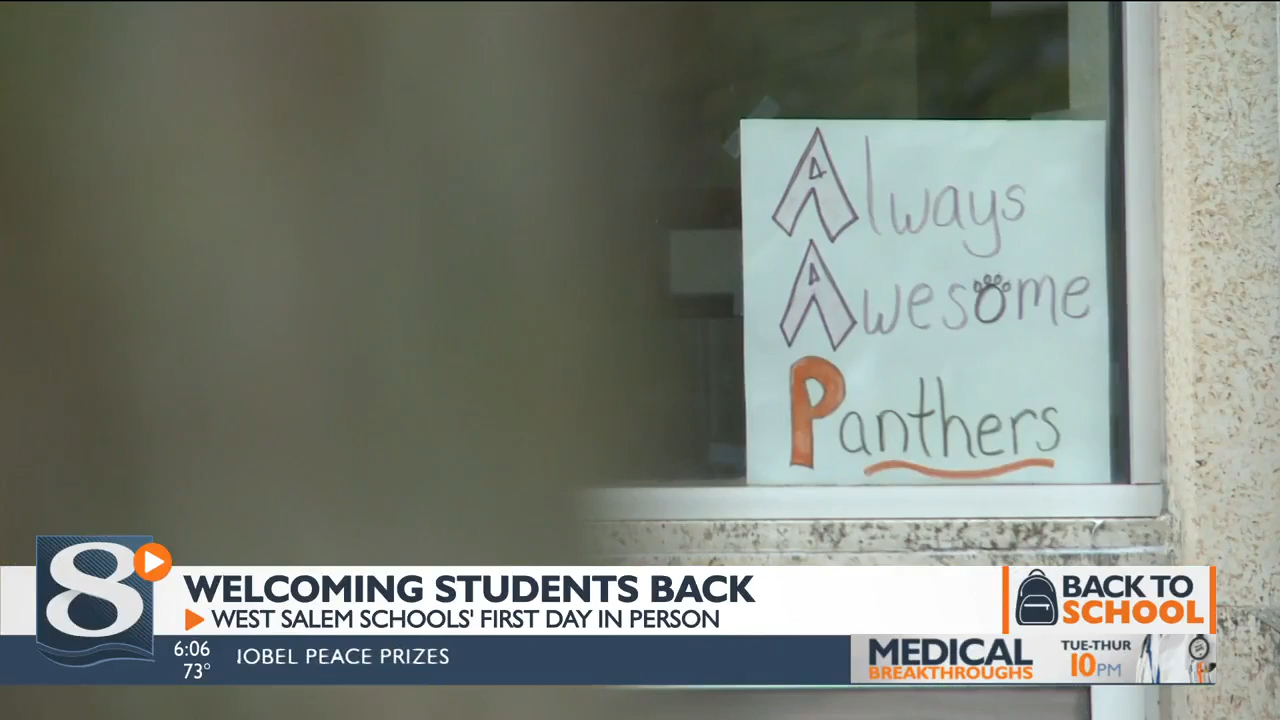 Always
Awesome
Panthers
8
WELCOMING STUDENTS BACK
WEST SALEM SCHOOLS' FIRST DAY IN PERSON
BACK TO
SCHOOL
6:06
73°
PEACE PRIZES
MEDICAL
BREAKTHROUGHS
TUE-THUR
10PM